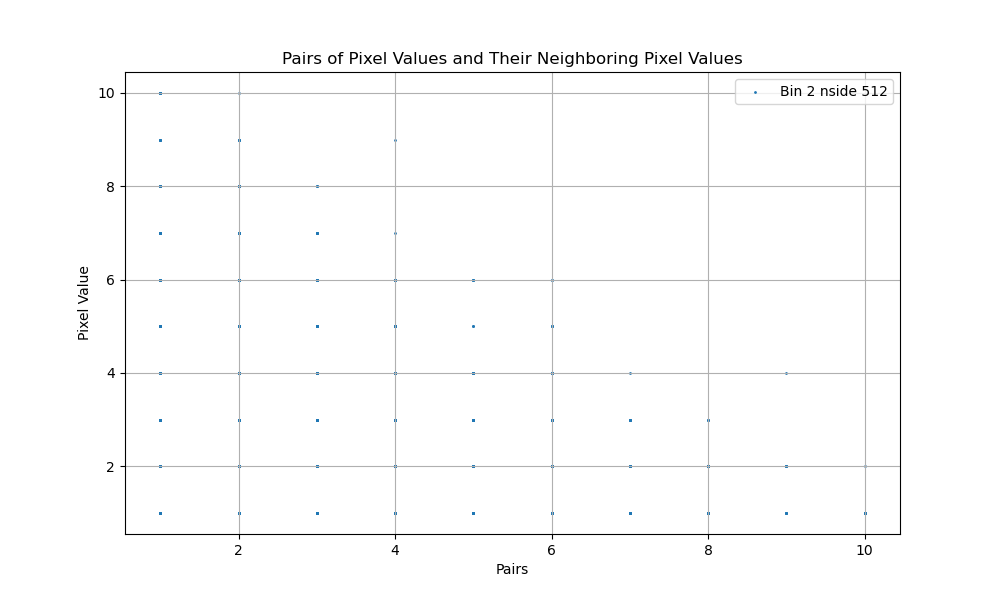 Pairs of Pixel Values and Their Neighboring Pixel Values
Bin 2 nside 512
10
8
6
4
2
Pixel Value
2
4
6
8
10
Pairs